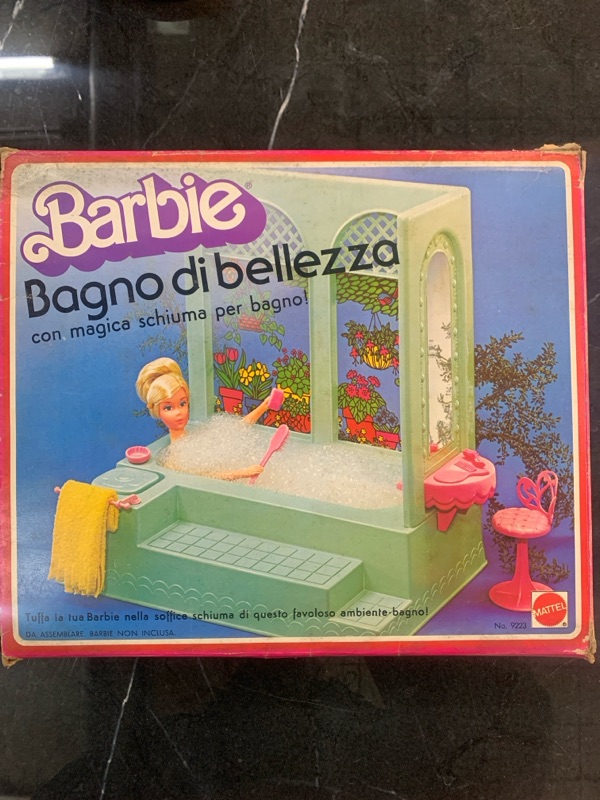 Barbie®
Bagno di bellezza
con magica schiuma per bagno!
Tuffa la tua Barbie nella soffice schiuma di questo favoloso ambiente-bagno!
DA ASSEMBLARE. BARBIE NON INCLUSA.
No. 9223
MATTEL
®